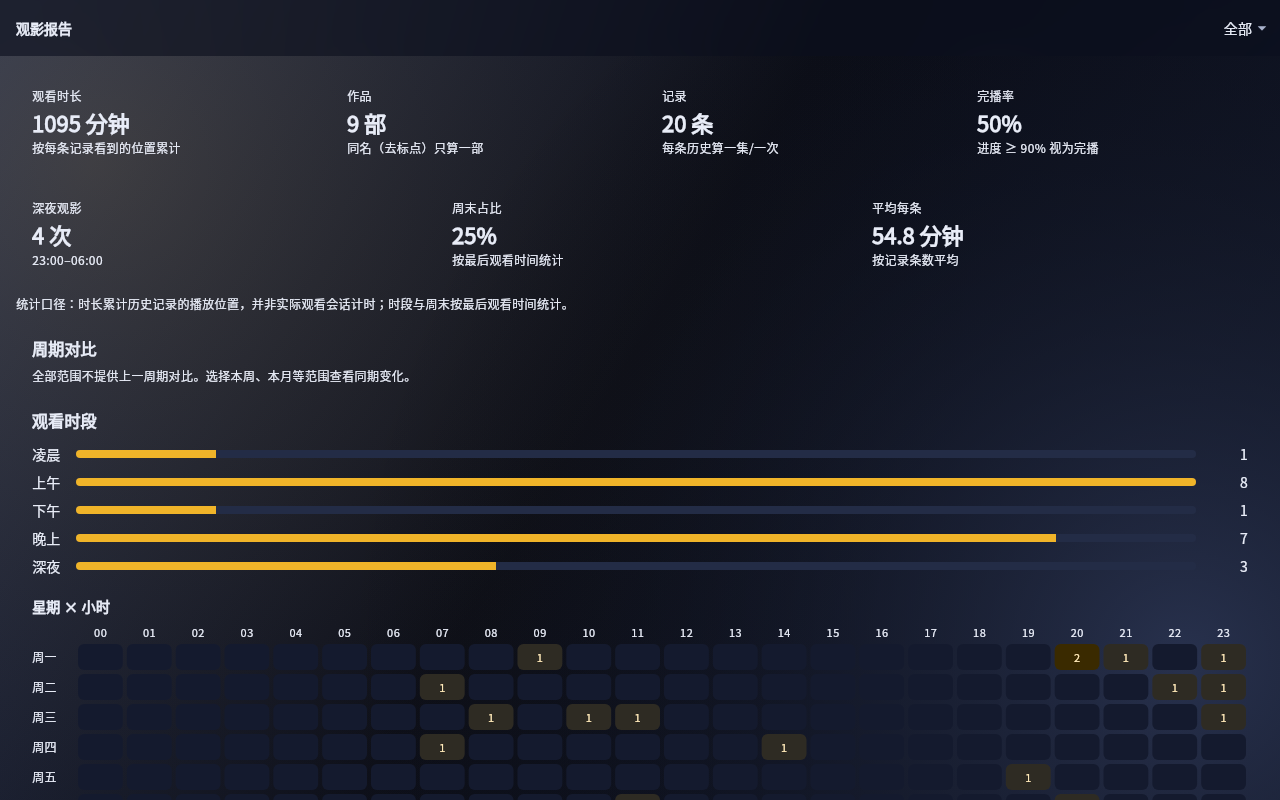 观影报告
全部
观看时长
1095 分钟
按每条记录看到的位置累计
作品
9 部
同名（去标点）只算一部
记录
20 条
每条历史算一集/一次
完播率
50%
进度 ≥ 90% 视为完播
深夜观影
4 次
23:00–06:00
周末占比
25%
按最后观看时间统计
平均每条
54.8 分钟
按记录条数平均
统计口径：时长累计历史记录的播放位置，并非实际观看会话计时；时段与周末按最后观看时间统计。
周期对比
全部范围不提供上一周期对比。选择本周、本月等范围查看同期变化。
观看时段
凌晨 1
上午 8
下午 1
晚上 7
深夜 3
星期 × 小时
00 01 02 03 04 05 06 07 08 09 10 11 12 13 14 15 16 17 18 19 20 21 22 23
周一 1 2 1 1
周二 1 1 1
周三 1 1 1 1
周四 1 1
周五 1